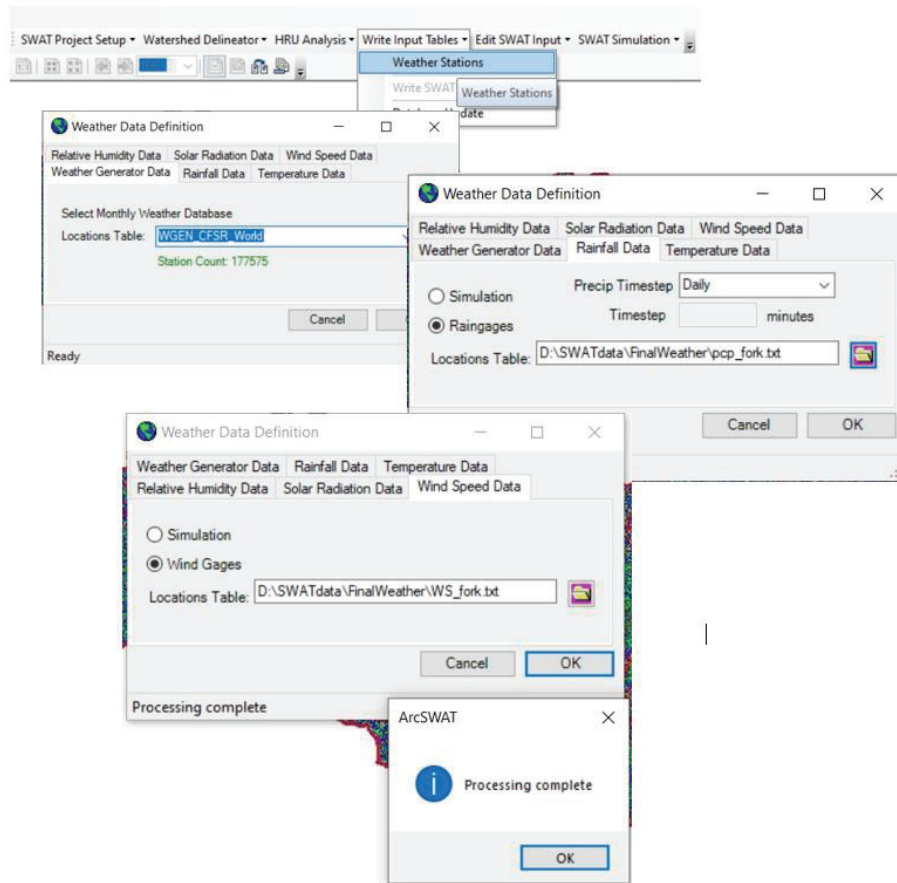 SWAT Project Setup Watershed Delineator HRU Analysis Write Input Tables Edit SWAT Input SWAT Simulation
Weather Stations
Write SWAT
Weather Stations
Weather Data Definition
Relative Humidity Data Solar Radiation Data Wind Speed Data
Weather Generator Data Rainfall Data Temperature Data
Select Monthly Weather Database
Locations Table: WGEN_CFSR_World
Station Count: 177575
Cancel
Ready
Weather Data Definition
Relative Humidity Data Solar Radiation Data Wind Speed Data
Weather Generator Data Rainfall Data Temperature Data
Simulation
Precip Timestep Daily
Raingages
Timestep minutes
Locations Table: D:\SWATdata\FinalWeather\pcp_fork.txt
Cancel OK
Weather Data Definition
Weather Generator Data Rainfall Data Temperature Data
Relative Humidity Data Solar Radiation Data Wind Speed Data
Simulation
Wind Gages
Locations Table: D:\SWATdata\FinalWeather\WS_fork.txt
Cancel OK
Processing complete
ArcSWAT
Processing complete
OK